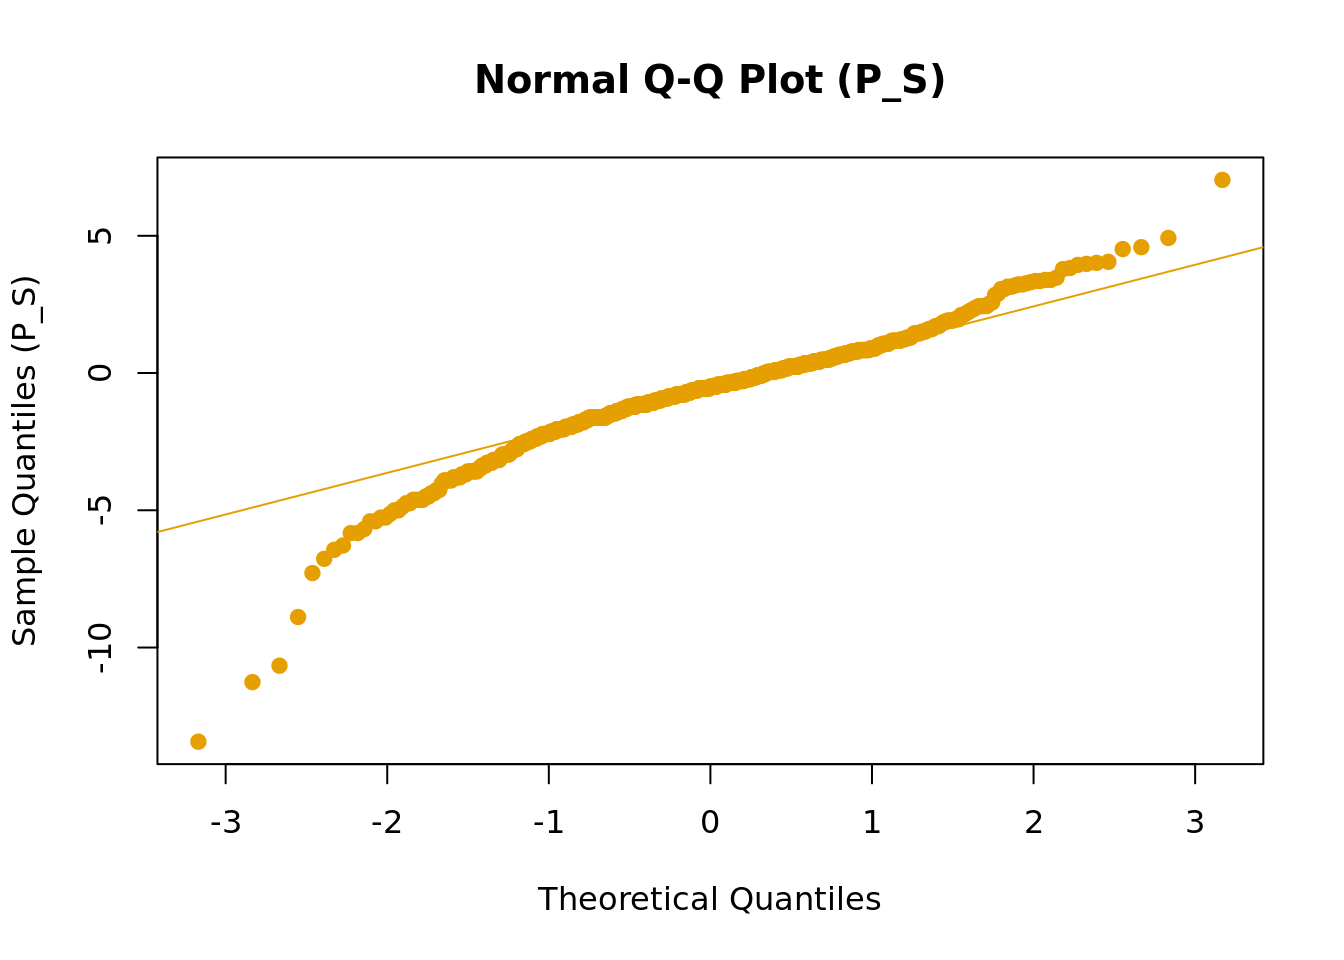 Normal Q-Q Plot (P_S)
Sample Quantiles (P_S)
5
0
-5
-10
-3 -2 -1 0 1 2 3
Theoretical Quantiles